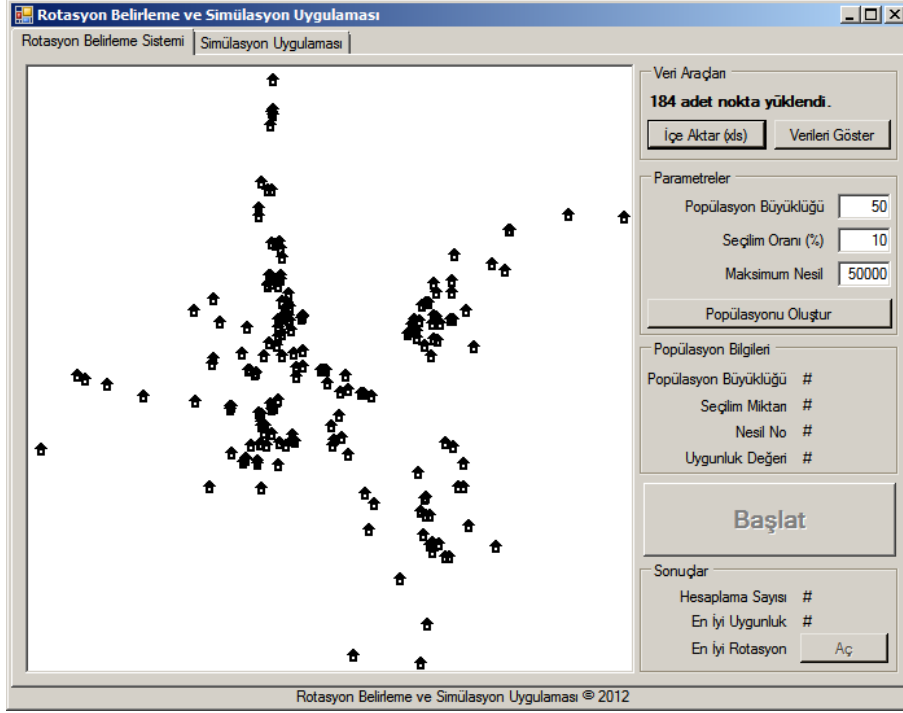 Rotasyon Belirleme ve Simülasyon Uygulaması
Rotasyon Belirleme Sistemi
Simülasyon Uygulaması
Veri Araçları
184 adet nokta yüklendi.
İçe Aktar (xls)
Verileri Göster
Parametreler
Popülasyon Büyüklüğü 50
Seçilim Oranı (%) 10
Maksimum Nesil 50000
Popülasyonu Oluştur
Popülasyon Bilgileri
Popülasyon Büyüklüğü #
Seçilim Miktarı #
Nesil No #
Uygunluk Değeri #
Başlat
Sonuçlar
Hesaplama Sayısı #
En İyi Uygunluk #
En İyi Rotasyon Aç
Rotasyon Belirleme ve Simülasyon Uygulaması © 2012